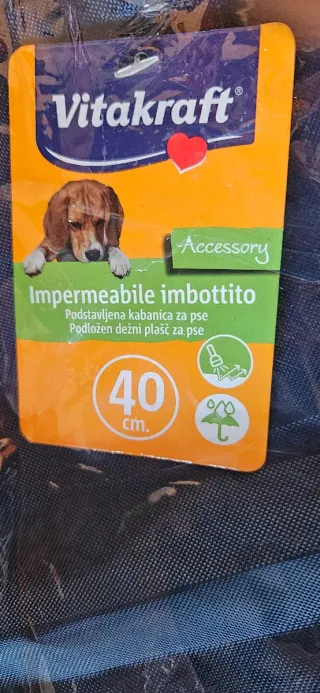 Vitakraft®
Accessory
Impermeabile imbottito
Podstavljena kabanica za pse
Podložen dežni plašč za pse
40
cm.